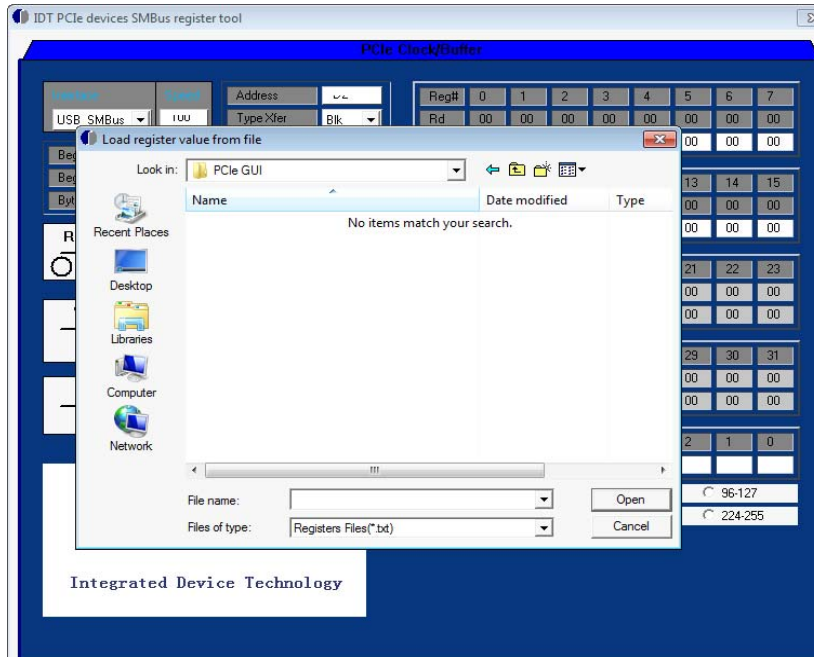 IDT PCIe devices SMBus register tool
PCIe Clock/Buffer
Address
Reg# 0 1 2 3 4 5 6 7
USB SMBus 100 Type Xfer Blk Rd 00 00 00 00 00 00 00 00
Load register value from file
00 00 00
Look in: PCIe GUI
Name Date modified Type
No items match your search.
13 14 15
00 00 00
00 00 00
Recent Places
Desktop
21 22 23
00 00 00
00 00 00
Libraries
29 30 31
00 00 00
00 00 00
Computer
Network
2 1 0
File name: Open
96-127
Files of type: Registers Files(*.txt) Cancel
224-255
Integrated Device Technology